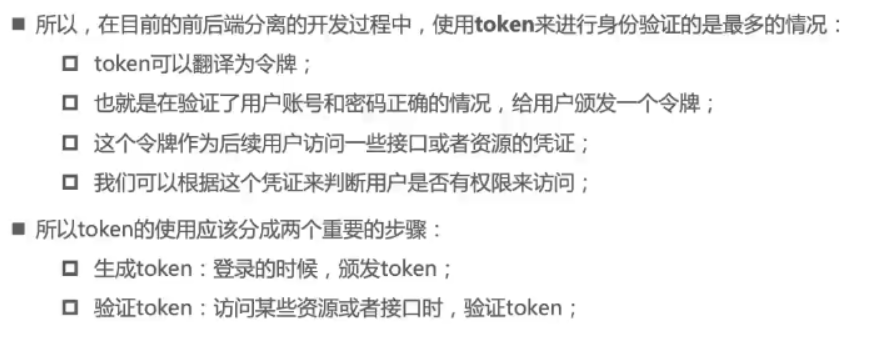 所以，在目前的前后端分离的开发过程中，使用token来进行身份验证的是最多的情况：
token可以翻译为令牌；
也就是在验证了用户账号和密码正确的情况，给用户颁发一个令牌；
这个令牌作为后续用户访问一些接口或者资源的凭证；
我们可以根据这个凭证来判断用户是否有权限来访问；
所以token的使用应该分成两个重要的步骤：
生成token：登录的时候，颁发token；
验证token：访问某些资源或者接口时，验证token；